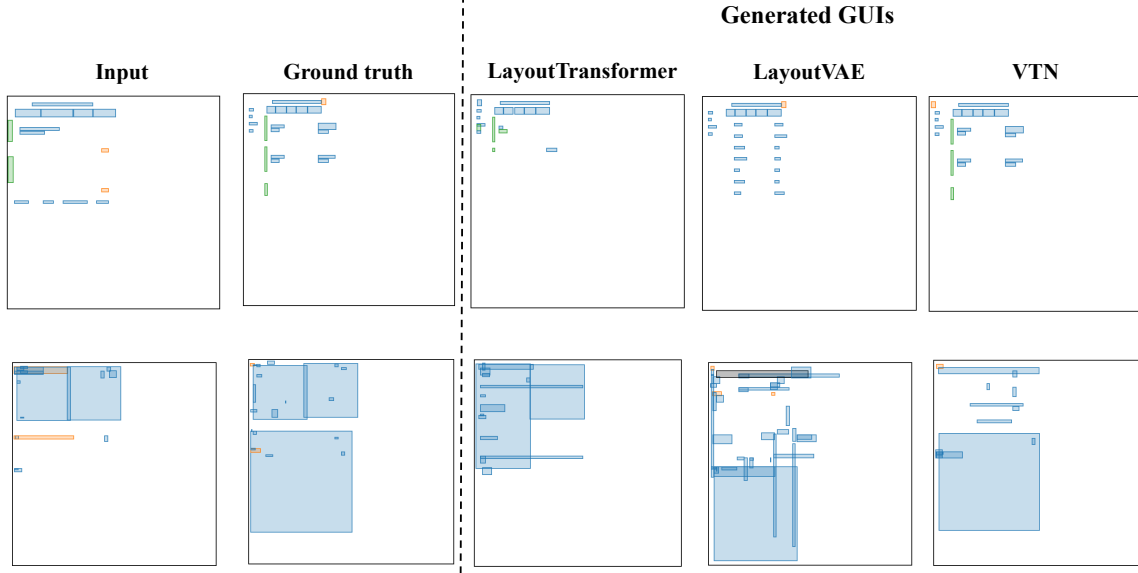 Generated GUIs
Input
Ground truth
LayoutTransformer
LayoutVAE
VTN